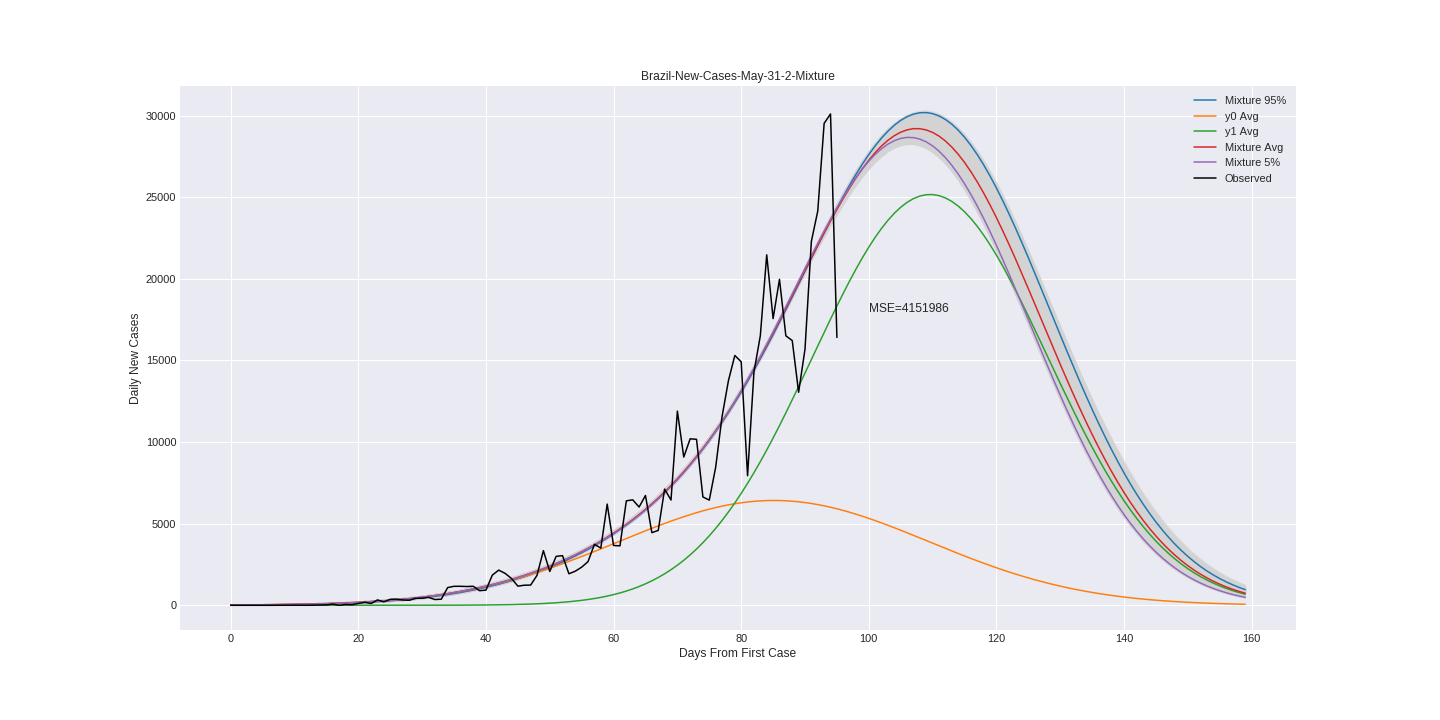 Brazil-New-Cases-May-31-2-Mixture
Mixture 95%
y0 Avg
y1 Avg
Mixture Avg
Mixture 5%
Observed
30000
25000
20000
15000
10000
5000
0
Daily New Cases
MSE=4151986
0 20 40 60 80 100 120 140 160
Days From First Case